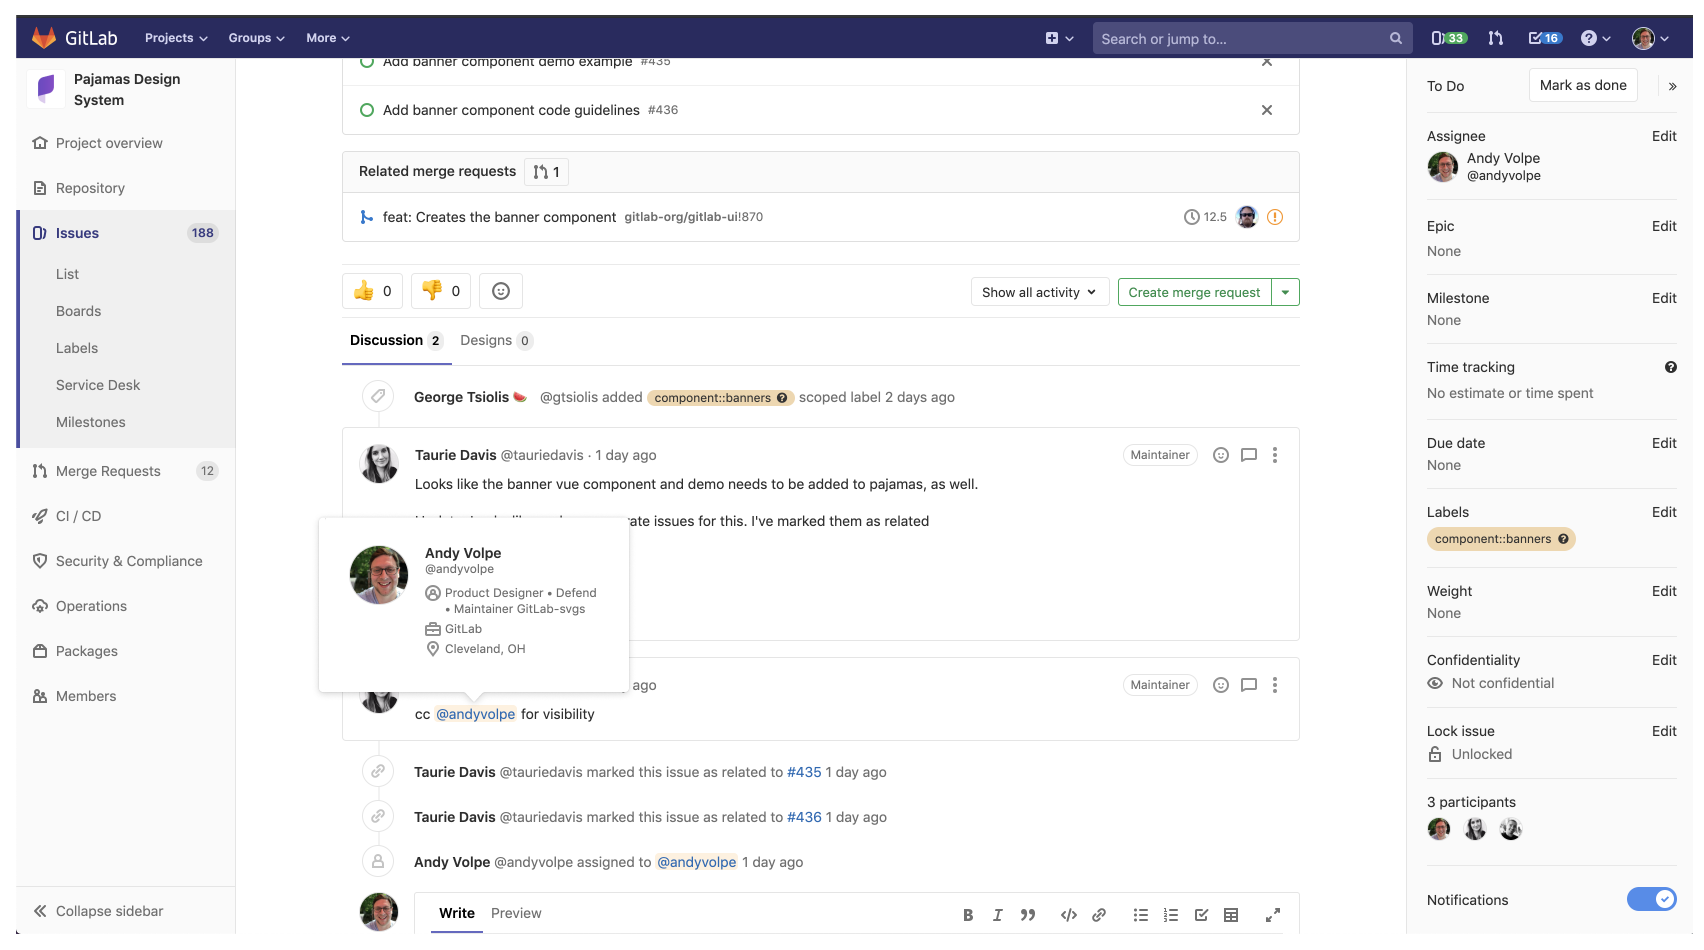 GitLab Projects Groups More Search or jump to... 33 16
Pajamas Design
System
Project overview
Repository
Issues 188
List
Boards
Labels
Service Desk
Milestones
Merge Requests 12
CI / CD
Security & Compliance
Operations
Packages
Members
Collapse sidebar
Add banner component demo example #435
Add banner component code guidelines #436
Related merge requests 1
feat: Creates the banner component gitlab-org/gitlab-ui!870 12.5
0 0 Show all activity Create merge request
Discussion 2 Designs 0
George Tsiolis @gtsiolis added component::banners scoped label 2 days ago
Taurie Davis @tauriedavis · 1 day ago Maintainer
Looks like the banner vue component and demo needs to be added to pajamas, as well.
issues for this. I've marked them as related
Andy Volpe
@andyvolpe
Product Designer • Defend
• Maintainer GitLab-svgs
GitLab
Cleveland, OH
ago Maintainer
cc @andyvolpe for visibility
Taurie Davis @tauriedavis marked this issue as related to #435 1 day ago
Taurie Davis @tauriedavis marked this issue as related to #436 1 day ago
Andy Volpe @andyvolpe assigned to @andyvolpe 1 day ago
Write Preview
To Do Mark as done
Assignee Edit
Andy Volpe
@andyvolpe
Epic Edit
None
Milestone Edit
None
Time tracking
No estimate or time spent
Due date Edit
None
Labels Edit
component::banners
Weight Edit
None
Confidentiality Edit
Not confidential
Lock issue Edit
Unlocked
3 participants
Notifications